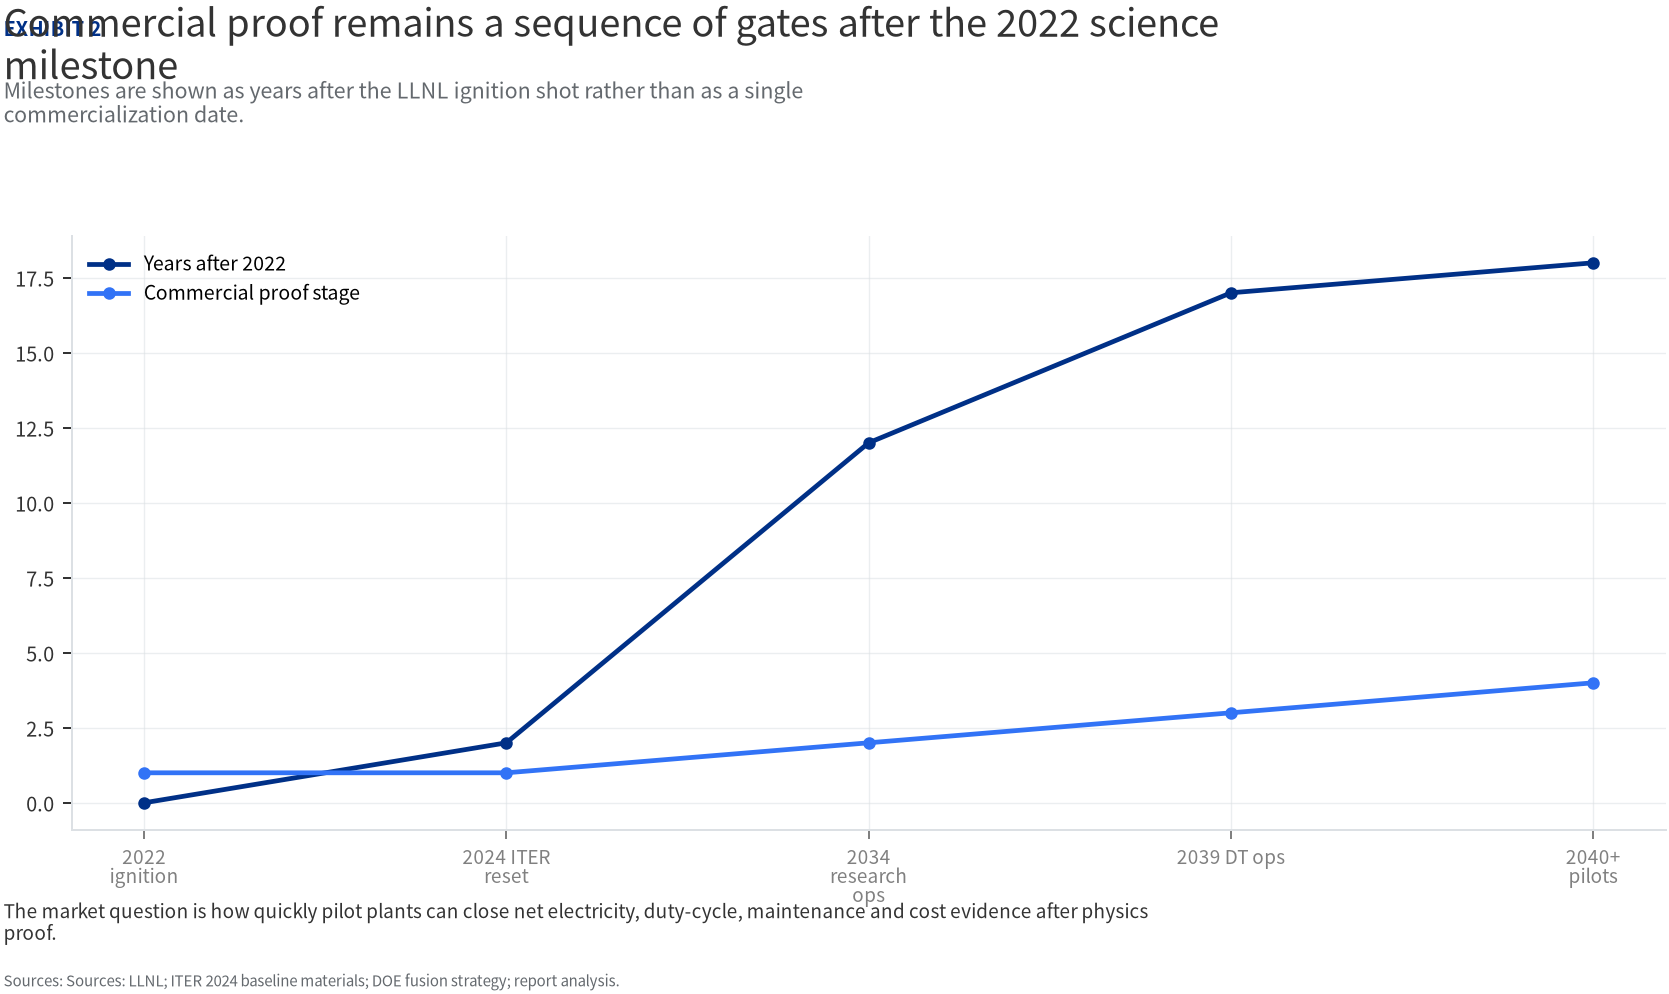 EXHIBIT 2
Commercial proof remains a sequence of gates after the 2022 science
milestone
Milestones are shown as years after the LLNL ignition shot rather than as a single
commercialization date.
Years after 2022
Commercial proof stage
17.5
15.0
12.5
10.0
7.5
5.0
2.5
0.0
2022
ignition
2024 ITER
reset
2034
research
ops
2039 DT ops
2040+
pilots
The market question is how quickly pilot plants can close net electricity, duty-cycle, maintenance and cost evidence after physics
proof.
Sources: Sources: LLNL; ITER 2024 baseline materials; DOE fusion strategy; report analysis.